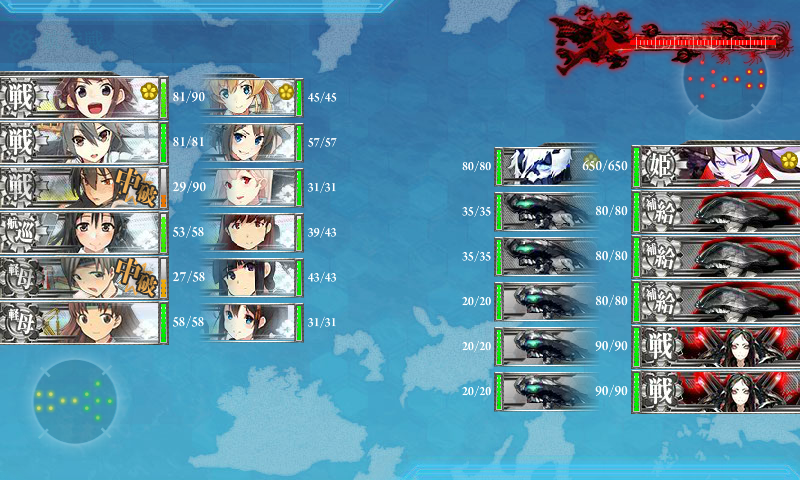 戦 81/90 45/45
戦 81/81 57/57
戦 中破 29/90 31/31
航巡 53/58 39/43
軽母 中破 27/58 43/43
軽母 58/58 31/31
80/80 650/650 姫
35/35 80/80 補給
35/35 80/80 補給
20/20 80/80 補給
20/20 90/90 戦
20/20 90/90 戦